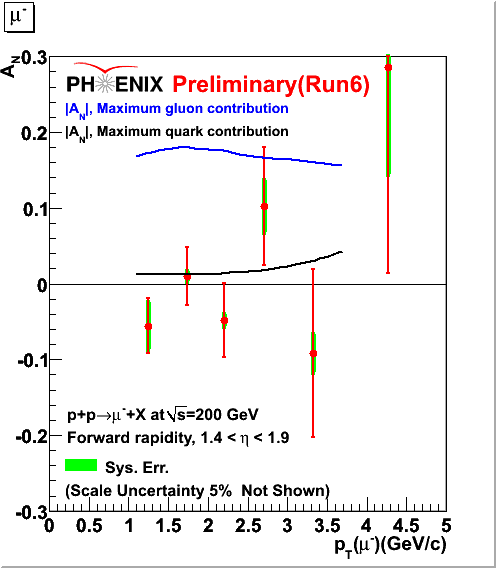 μ⁻
A_N
PHENIX Preliminary(Run6)
|A_N|, Maximum gluon contribution
|A_N|, Maximum quark contribution
0.3
0.2
0.1
0
-0.1
-0.2
-0.3
p+p→μ⁻+X at √s=200 GeV
Forward rapidity, 1.4 < η < 1.9
Sys. Err.
(Scale Uncertainty 5% Not Shown)
0 0.5 1 1.5 2 2.5 3 3.5 4 4.5 5
p_T(μ⁻)(GeV/c)